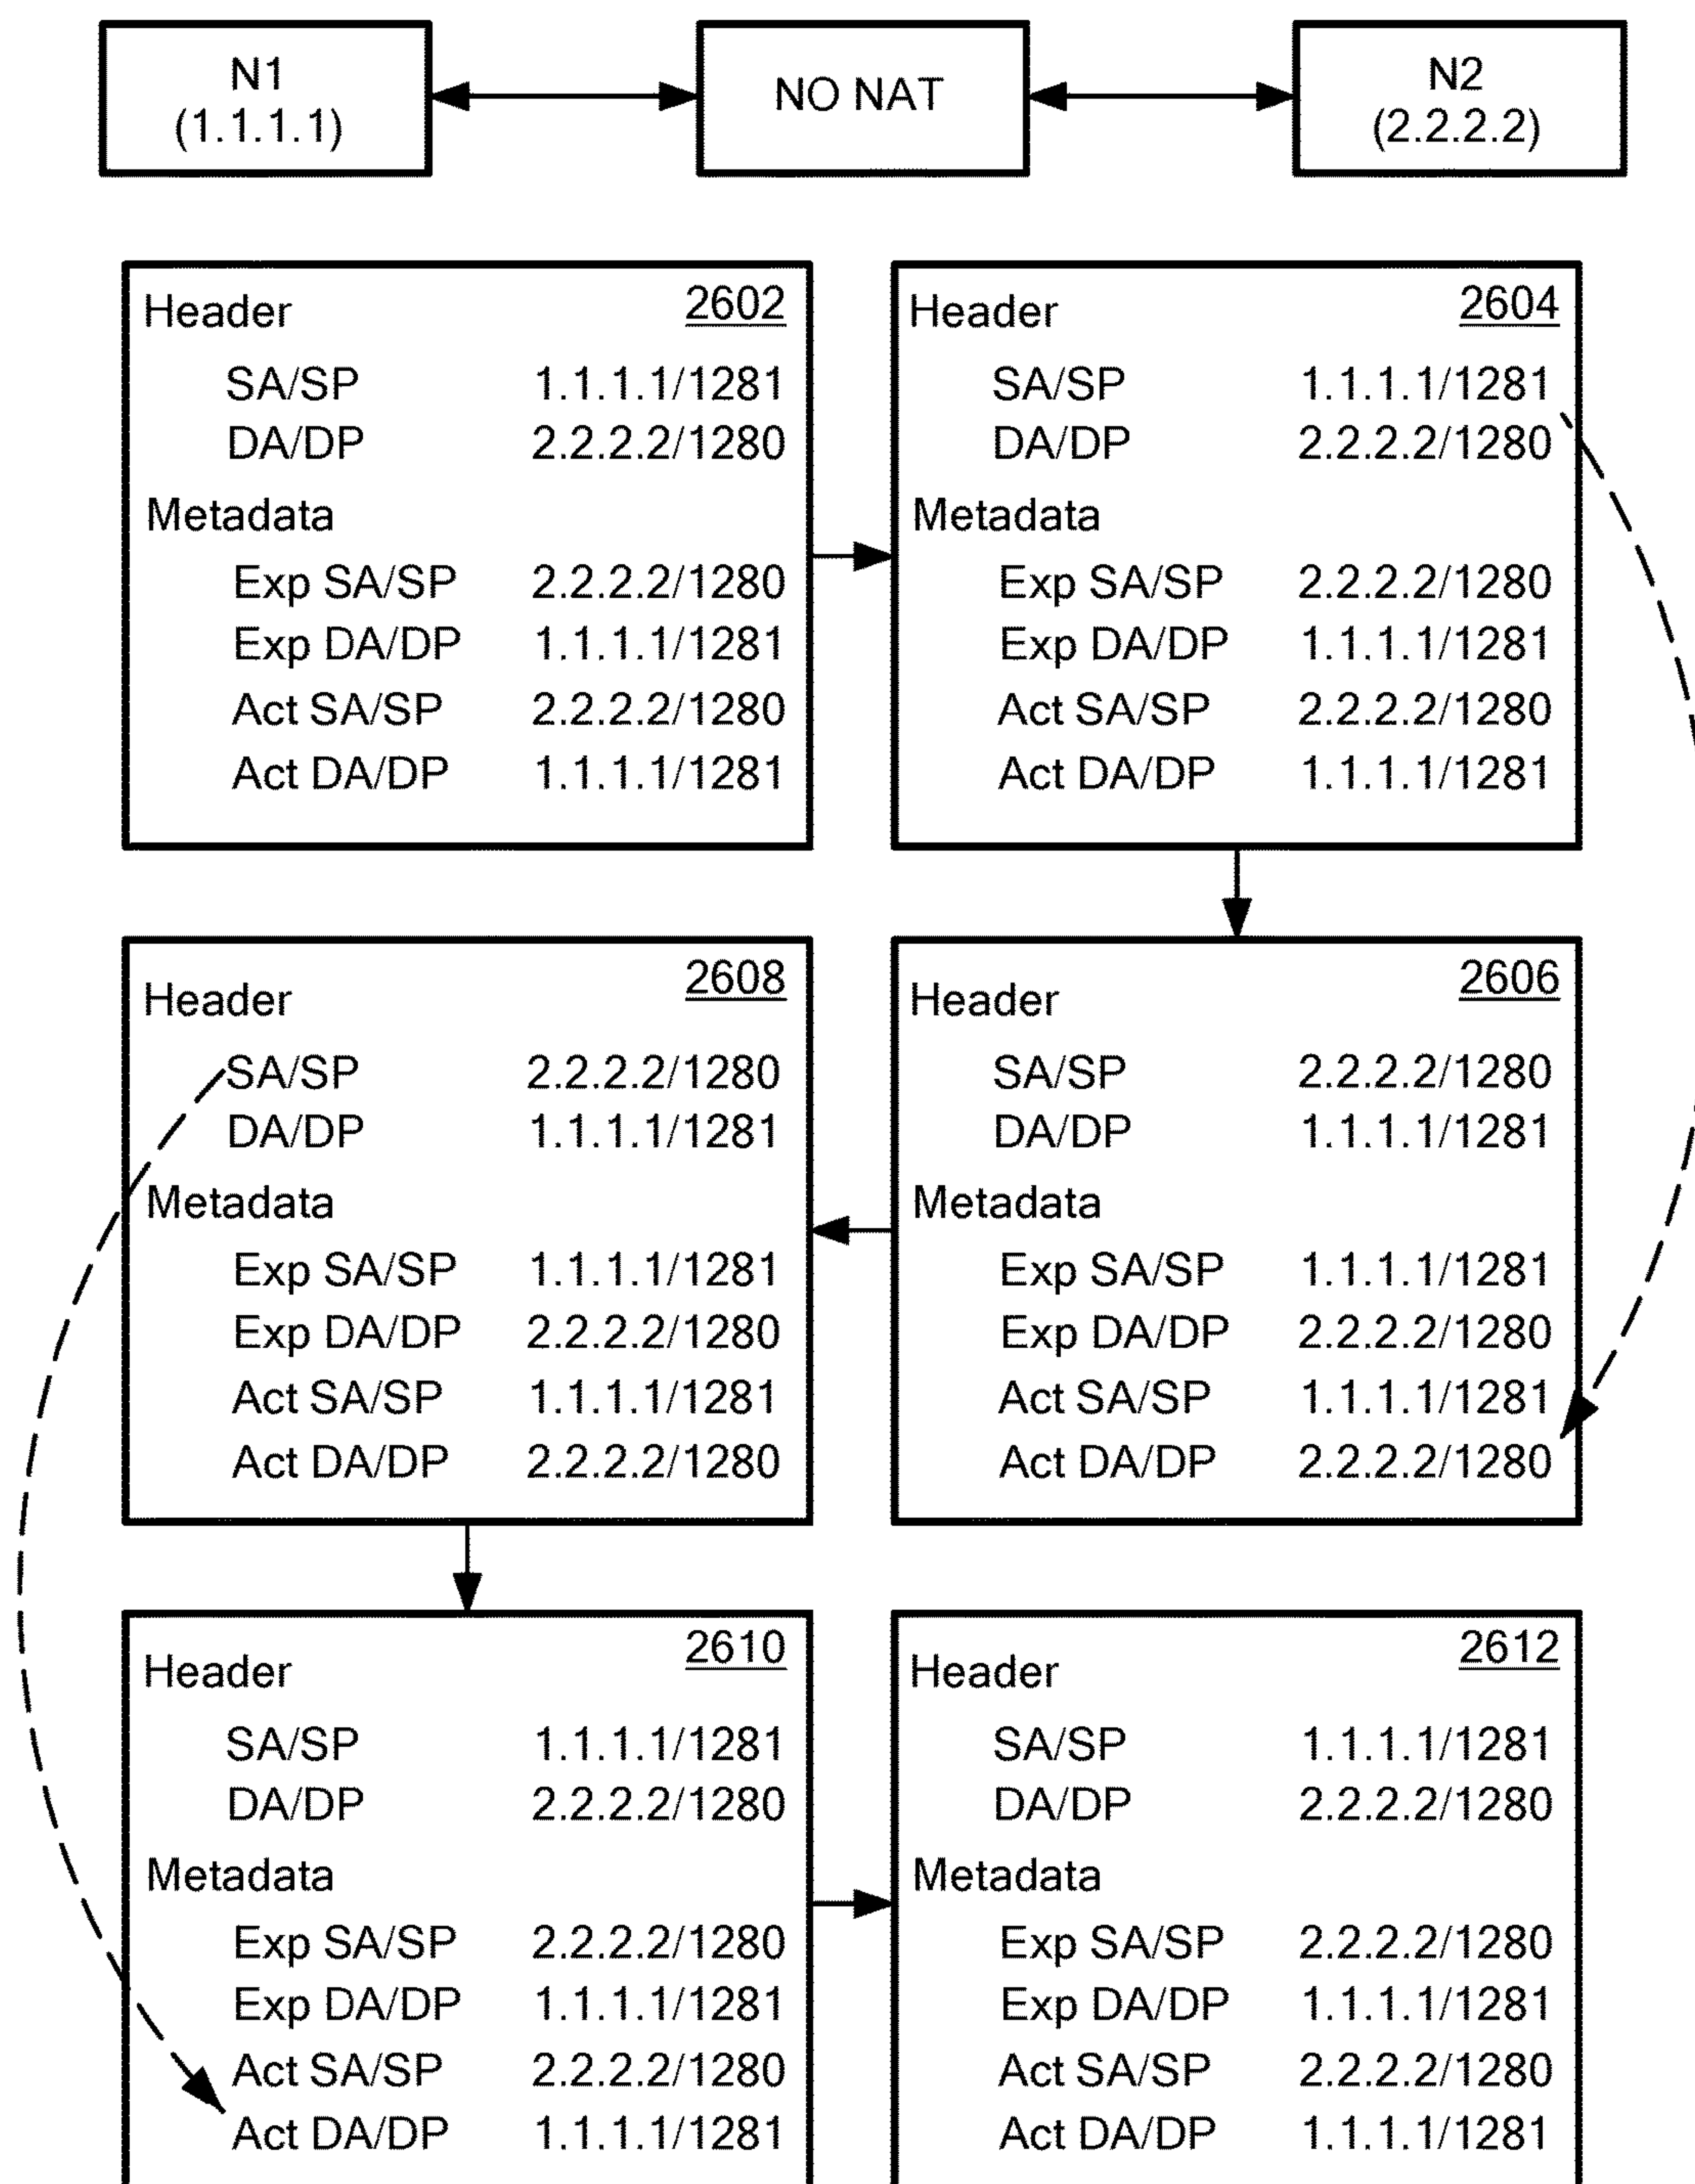 N1
(1.1.1.1)
NO NAT
N2
(2.2.2.2)
Header 2602
SA/SP 1.1.1.1/1281
DA/DP 2.2.2.2/1280
Metadata
Exp SA/SP 2.2.2.2/1280
Exp DA/DP 1.1.1.1/1281
Act SA/SP 2.2.2.2/1280
Act DA/DP 1.1.1.1/1281
Header 2604
SA/SP 1.1.1.1/1281
DA/DP 2.2.2.2/1280
Metadata
Exp SA/SP 2.2.2.2/1280
Exp DA/DP 1.1.1.1/1281
Act SA/SP 2.2.2.2/1280
Act DA/DP 1.1.1.1/1281
Header 2608
SA/SP 2.2.2.2/1280
DA/DP 1.1.1.1/1281
Metadata
Exp SA/SP 1.1.1.1/1281
Exp DA/DP 2.2.2.2/1280
Act SA/SP 1.1.1.1/1281
Act DA/DP 2.2.2.2/1280
Header 2606
SA/SP 2.2.2.2/1280
DA/DP 1.1.1.1/1281
Metadata
Exp SA/SP 1.1.1.1/1281
Exp DA/DP 2.2.2.2/1280
Act SA/SP 1.1.1.1/1281
Act DA/DP 2.2.2.2/1280
Header 2610
SA/SP 1.1.1.1/1281
DA/DP 2.2.2.2/1280
Metadata
Exp SA/SP 2.2.2.2/1280
Exp DA/DP 1.1.1.1/1281
Act SA/SP 2.2.2.2/1280
Act DA/DP 1.1.1.1/1281
Header 2612
SA/SP 1.1.1.1/1281
DA/DP 2.2.2.2/1280
Metadata
Exp SA/SP 2.2.2.2/1280
Exp DA/DP 1.1.1.1/1281
Act SA/SP 2.2.2.2/1280
Act DA/DP 1.1.1.1/1281